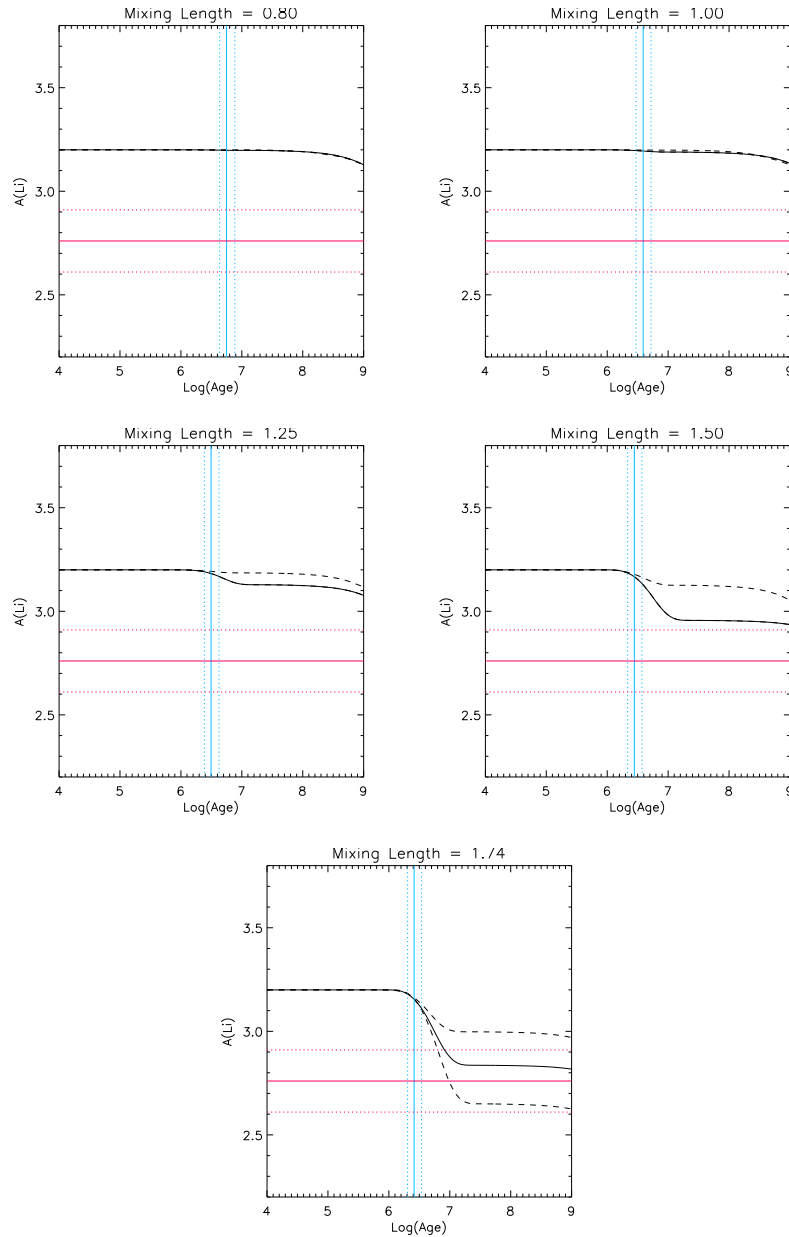 Mixing Length = 0.80
3.5
3.0
2.5
A(Li)
4 5 6 7 8 9
Log(Age)
Mixing Length = 1.00
3.5
3.0
2.5
A(Li)
4 5 6 7 8 9
Log(Age)
Mixing Length = 1.25
3.5
3.0
2.5
A(Li)
4 5 6 7 8 9
Log(Age)
Mixing Length = 1.50
3.5
3.0
2.5
A(Li)
4 5 6 7 8 9
Log(Age)
Mixing Length = 1.74
3.5
3.0
2.5
A(Li)
4 5 6 7 8 9
Log(Age)